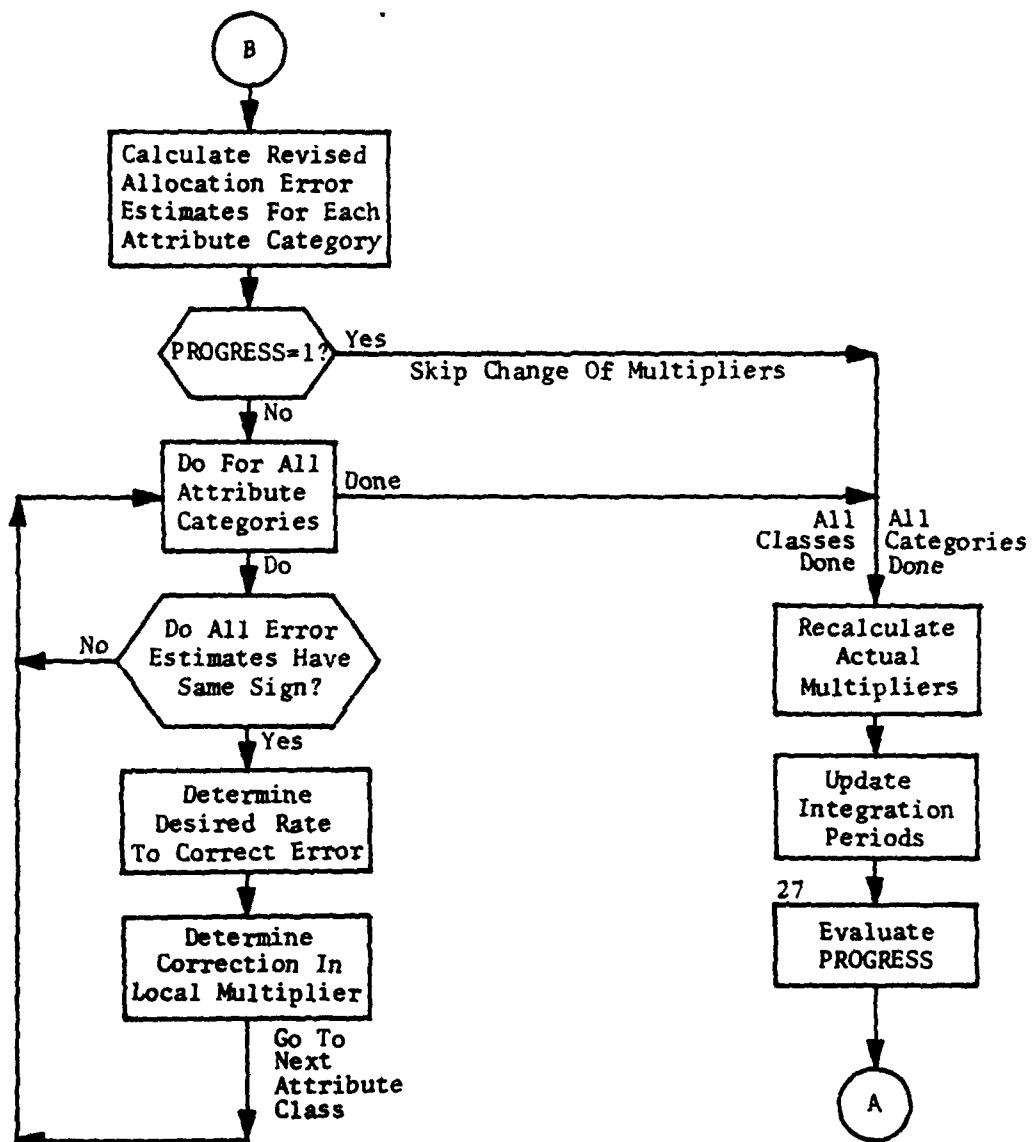 B
Calculate Revised
Allocation Error
Estimates For Each
Attribute Category
PROGRESS=1?
Yes
Skip Change Of Multipliers
No
Do For All
Attribute
Categories
Done
Do
All
Classes
Done
All
Categories
Done
Do All Error
Estimates Have
Same Sign?
No
Yes
Determine
Desired Rate
To Correct Error
Determine
Correction In
Local Multiplier
Go To
Next
Attribute
Class
Recalculate
Actual
Multipliers
Update
Integration
Periods
27
Evaluate
PROGRESS
A